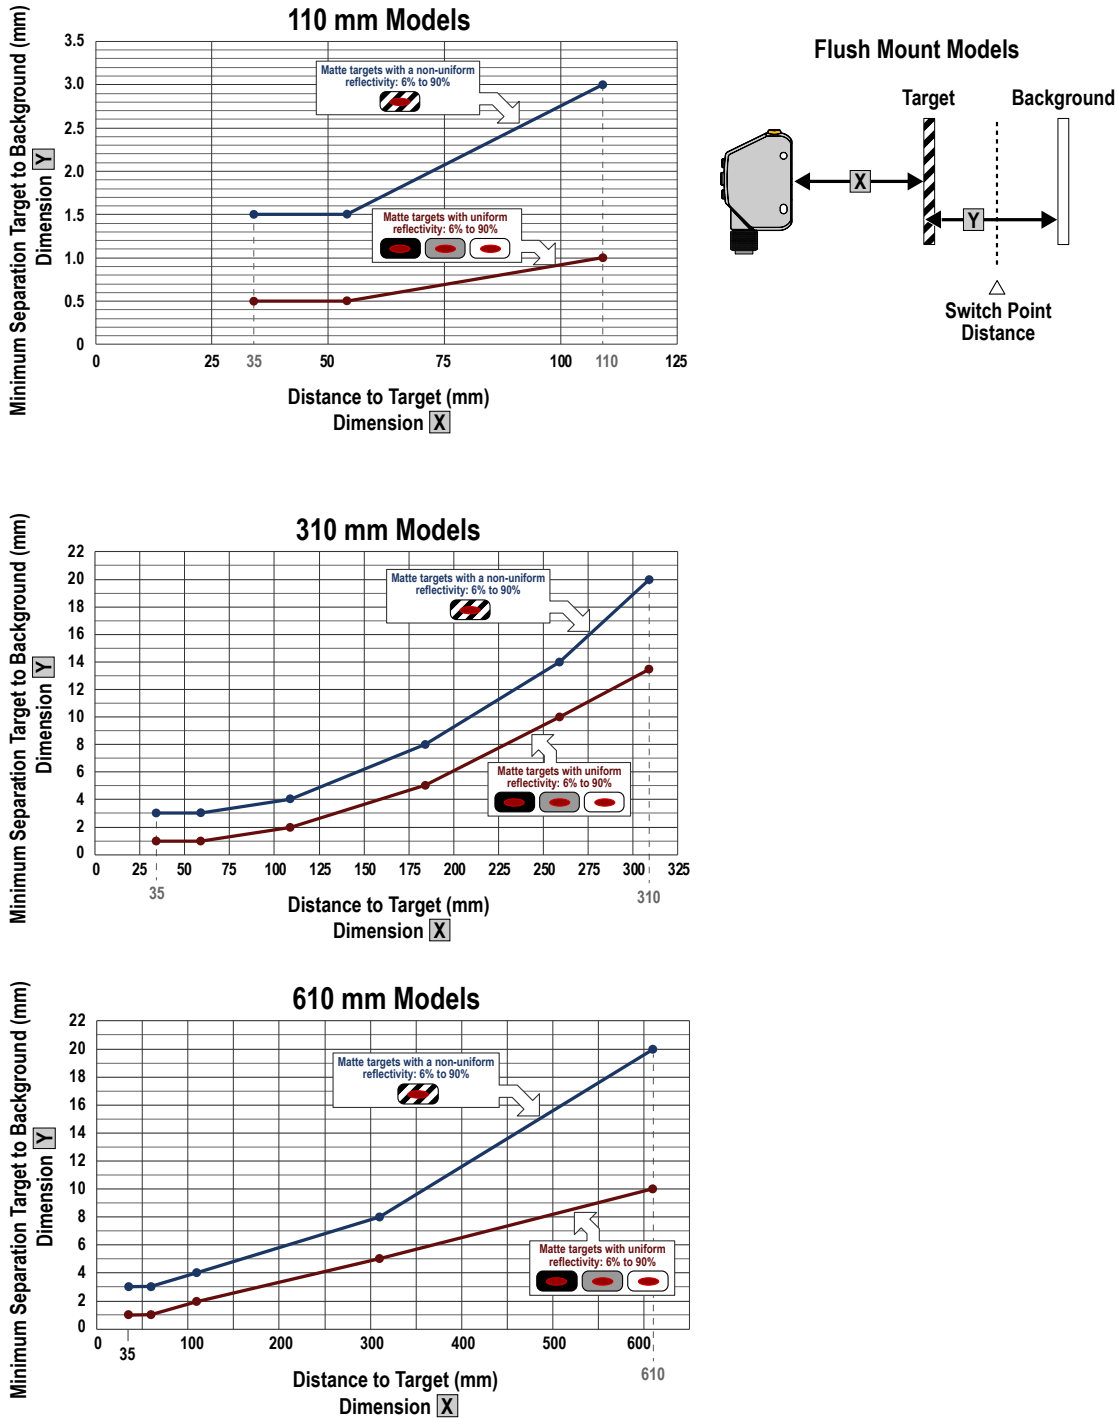 110 mm Models
Minimum Separation Target to Background (mm)
Dimension Y
3.5
3.0
2.5
2.0
1.5
1.0
0.5
0
Matte targets with a non-uniform
reflectivity: 6% to 90%
Matte targets with uniform
reflectivity: 6% to 90%
0 25 35 50 75 100 110 125
Distance to Target (mm)
Dimension X
Flush Mount Models
Target Background
X
Y
Switch Point
Distance
310 mm Models
Minimum Separation Target to Background (mm)
Dimension Y
22
20
18
16
14
12
10
8
6
4
2
0
Matte targets with a non-uniform
reflectivity: 6% to 90%
Matte targets with uniform
reflectivity: 6% to 90%
0 25 50 75 100 125 150 175 200 225 250 275 300 325
35 310
Distance to Target (mm)
Dimension X
610 mm Models
Minimum Separation Target to Background (mm)
Dimension Y
22
20
18
16
14
12
10
8
6
4
2
0
Matte targets with a non-uniform
reflectivity: 6% to 90%
Matte targets with uniform
reflectivity: 6% to 90%
0 100 200 300 400 500 600
35 610
Distance to Target (mm)
Dimension X